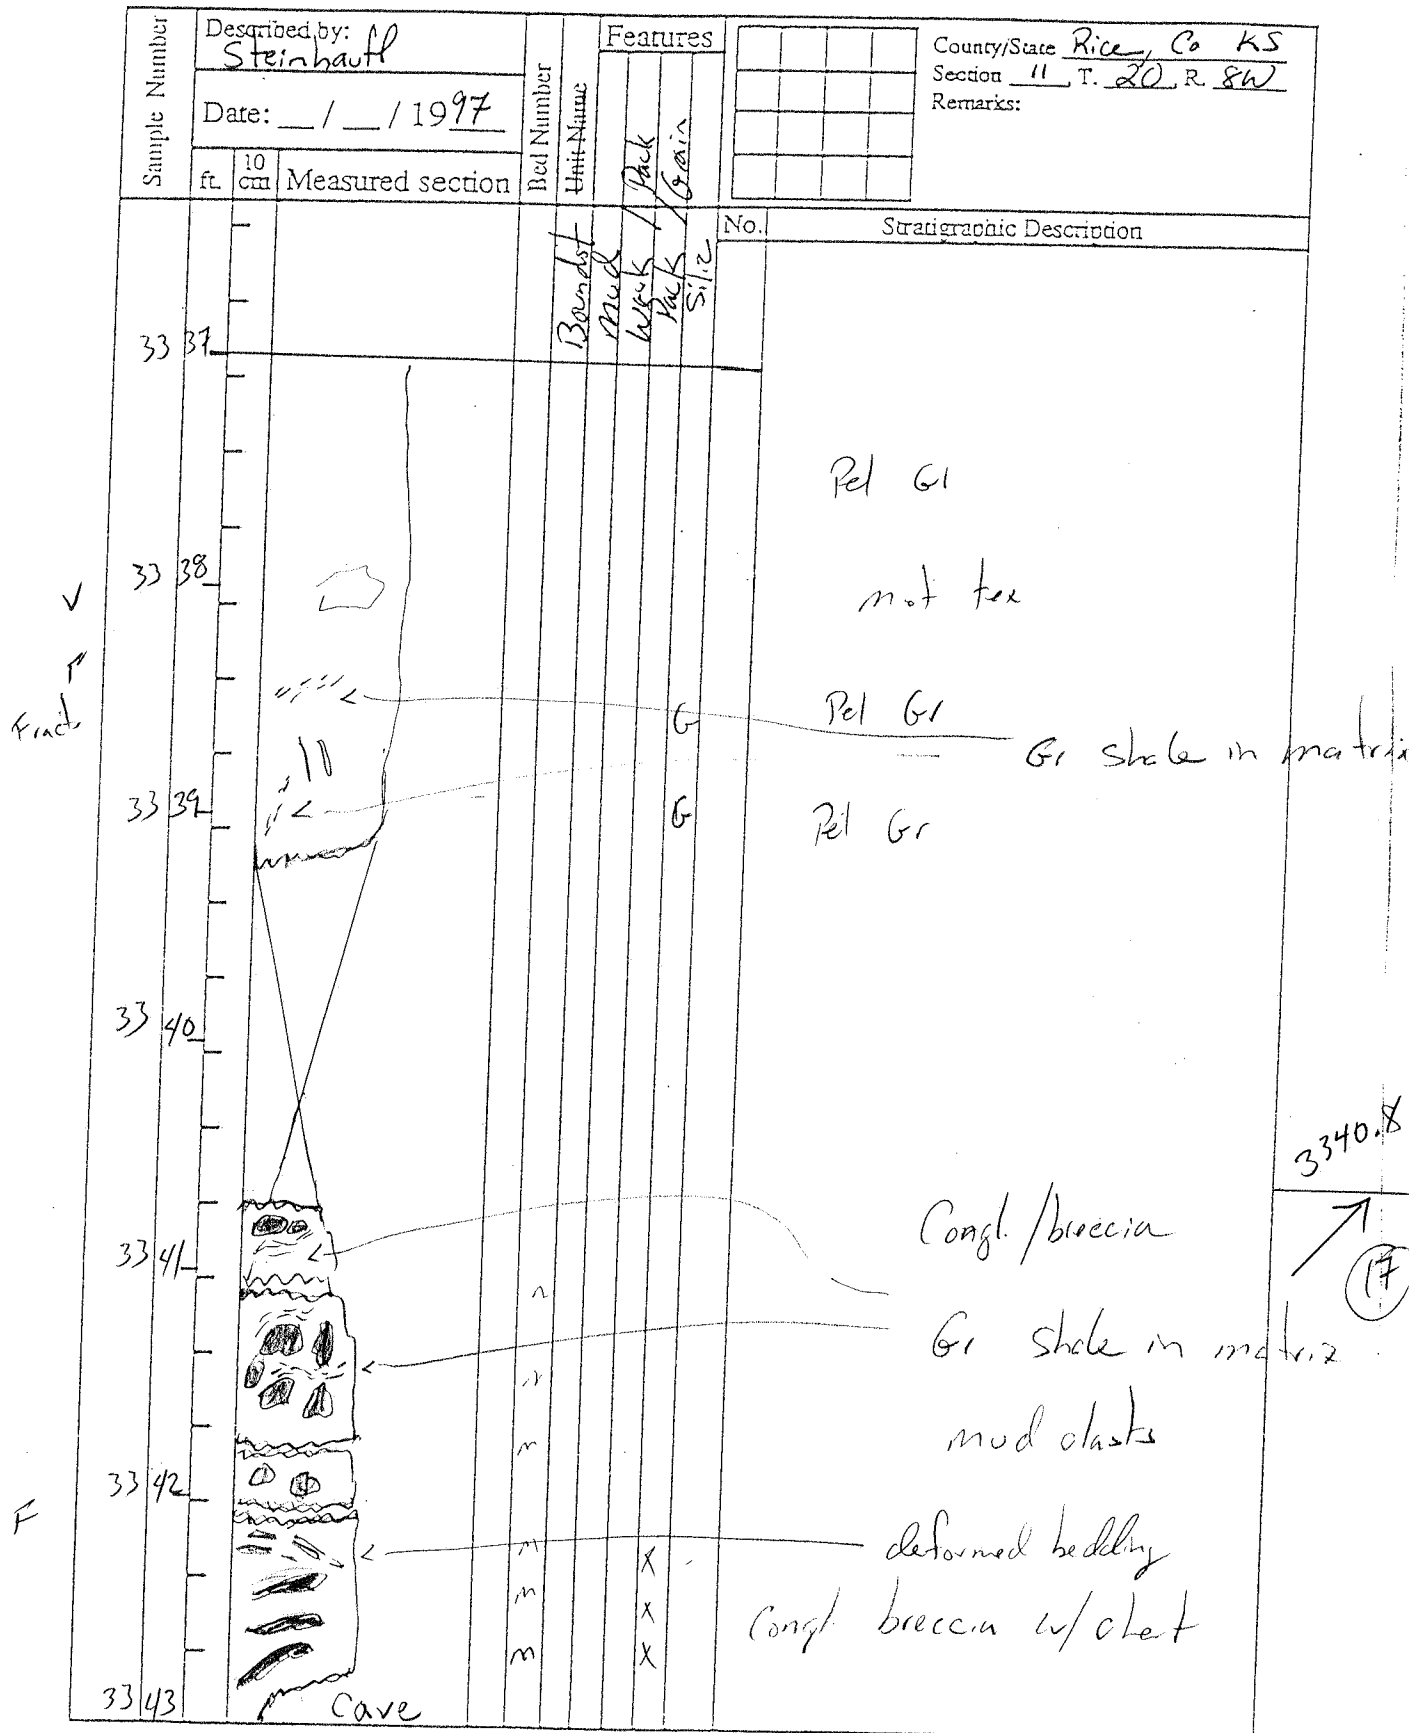 Sample Number
Described by:
Steinhauff
Date: __/__/1997
ft.
10 cm
Measured section
Bed Number
Unit Name
Features
Boundst
Mud
Wack / Pack
Pack / Grain
Silic
County/State Rice, Co KS
Section 11 T. 20 R. 8W
Remarks:
No.
Stratigraphic Description
33 37
Pel Gr
33 38
V
not tex
Fract.
G Pel Gr
Gr shale in matrix
33 39
G Pel Gr
33 40
3340.8
Congl./breccia
33 41
17
Gr shale in matrix
mud clasts
33 42
F
m X
deformed bedding
m X
Congl. breccia w/ chert
m X
33 43
Cave